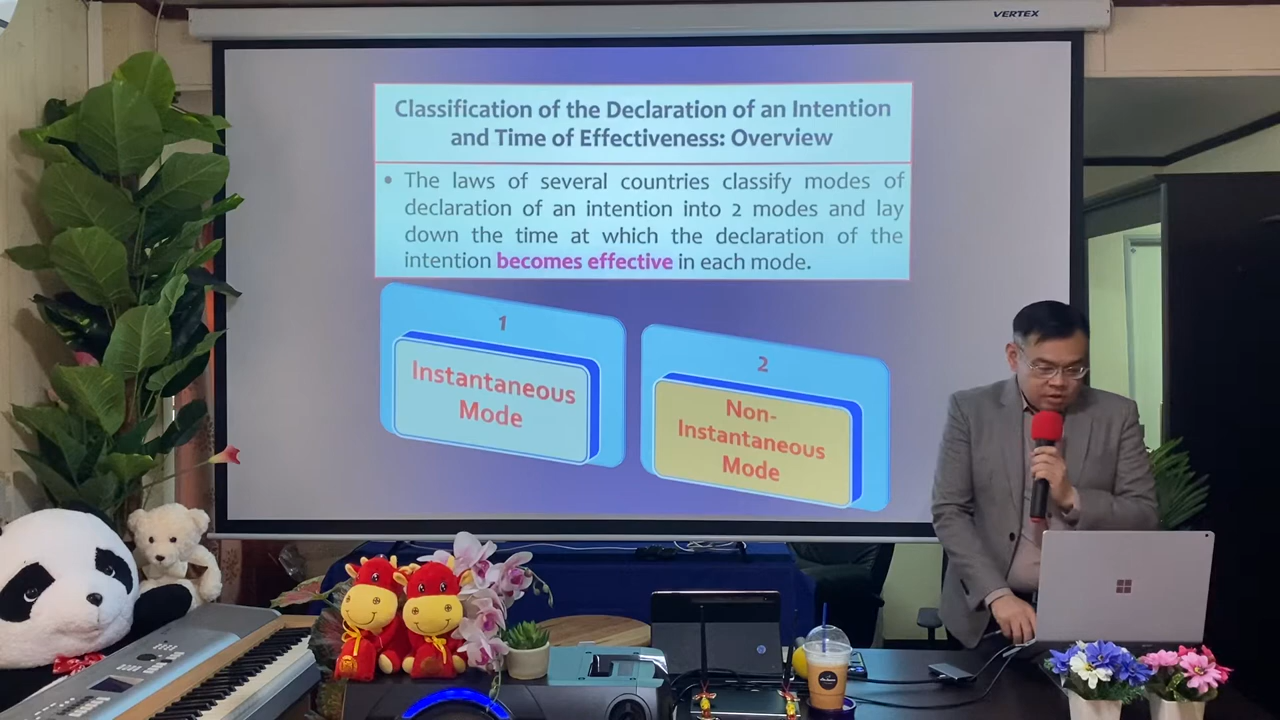 VERTEX
Classification of the Declaration of an Intention
and Time of Effectiveness: Overview
• The laws of several countries classify modes of
declaration of an intention into 2 modes and lay
down the time at which the declaration of the
intention becomes effective in each mode.
1
Instantaneous
Mode
2
Non-
Instantaneous
Mode